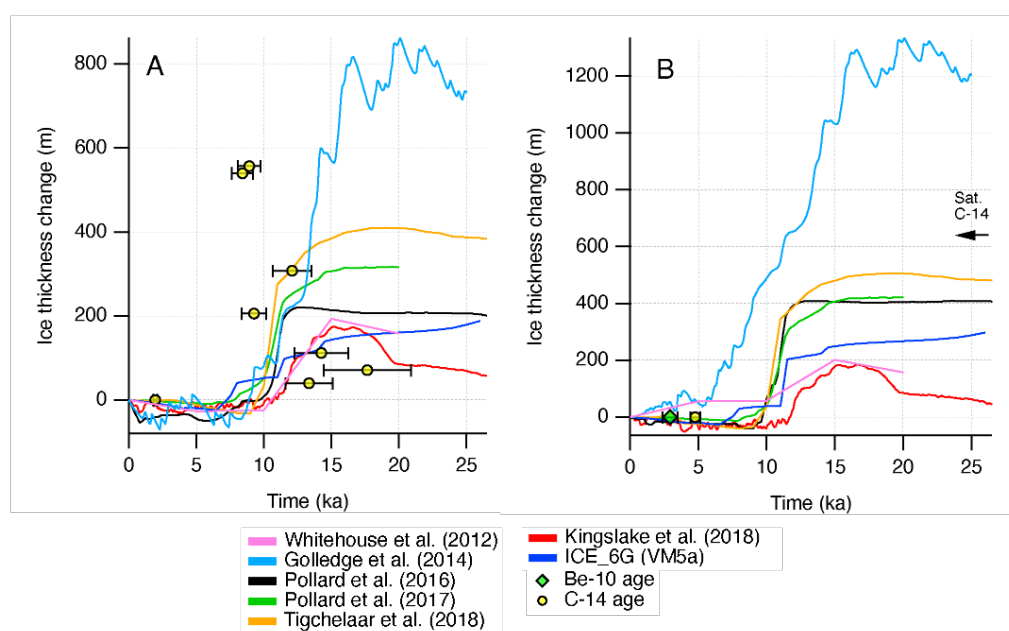 A
Ice thickness change (m)
800
600
400
200
0
0 5 10 15 20 25
Time (ka)
B
Ice thickness change (m)
1200
1000
800
600
400
200
0
Sat.
C-14
0 5 10 15 20 25
Time (ka)
Whitehouse et al. (2012)
Golledge et al. (2014)
Pollard et al. (2016)
Pollard et al. (2017)
Tigchelaar et al. (2018)
Kingslake et al. (2018)
ICE_6G (VM5a)
Be-10 age
C-14 age